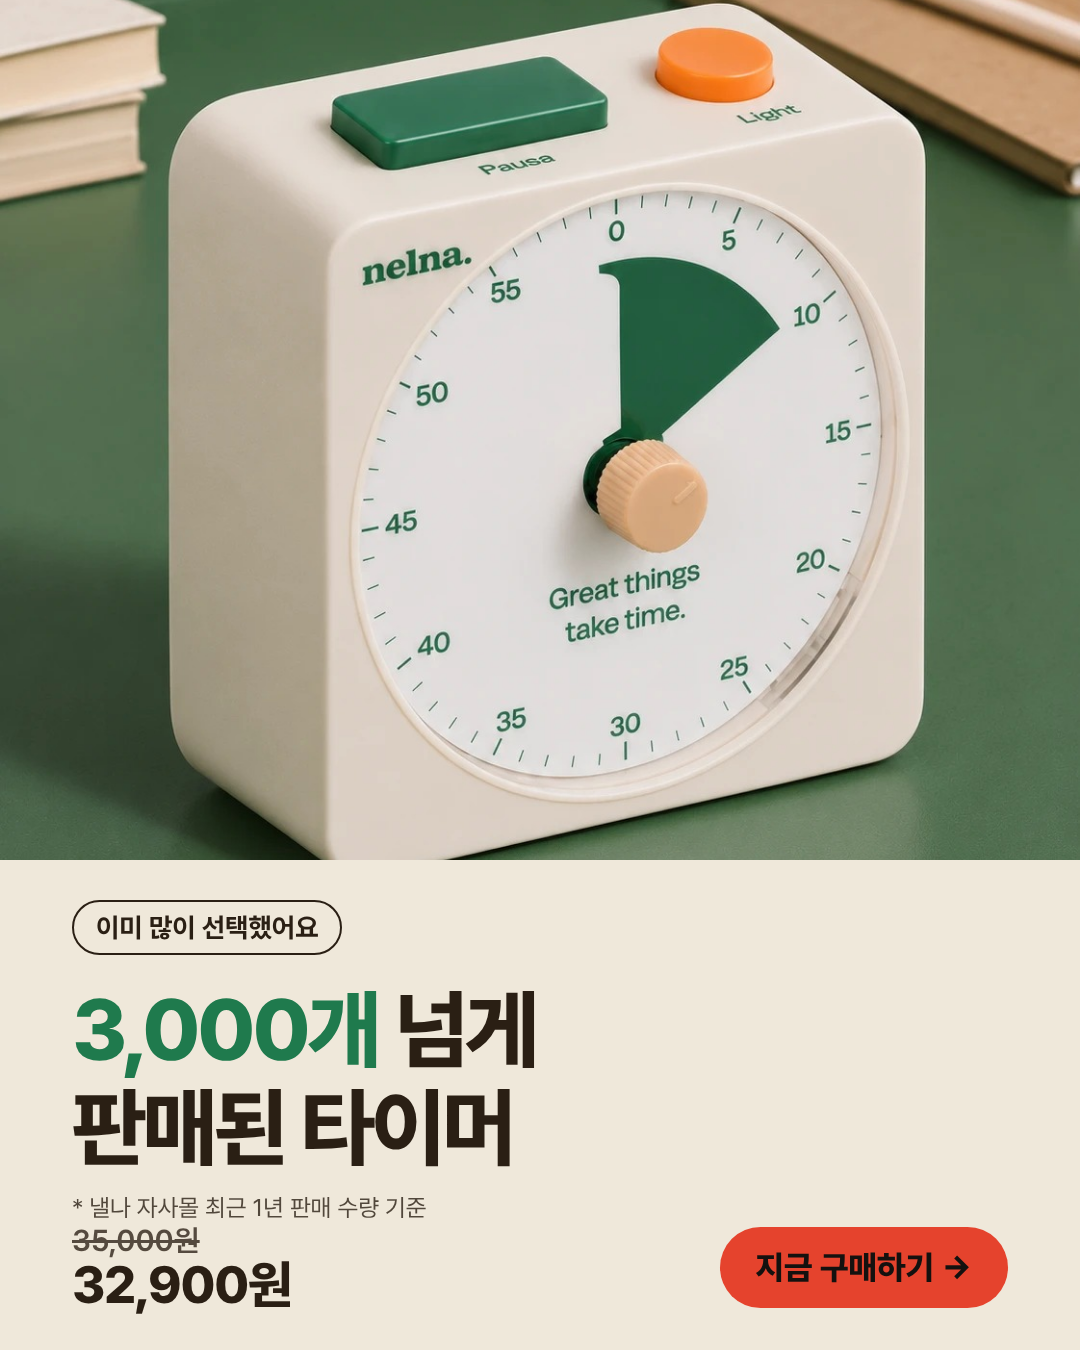 Pausa
Light
nelna.
0
5
10
15
20
25
30
35
40
45
50
55
Great things
take time.
이미 많이 선택했어요
3,000개 넘게
판매된 타이머
* 낼나 자사몰 최근 1년 판매 수량 기준
35,000원
32,900원
지금 구매하기 →